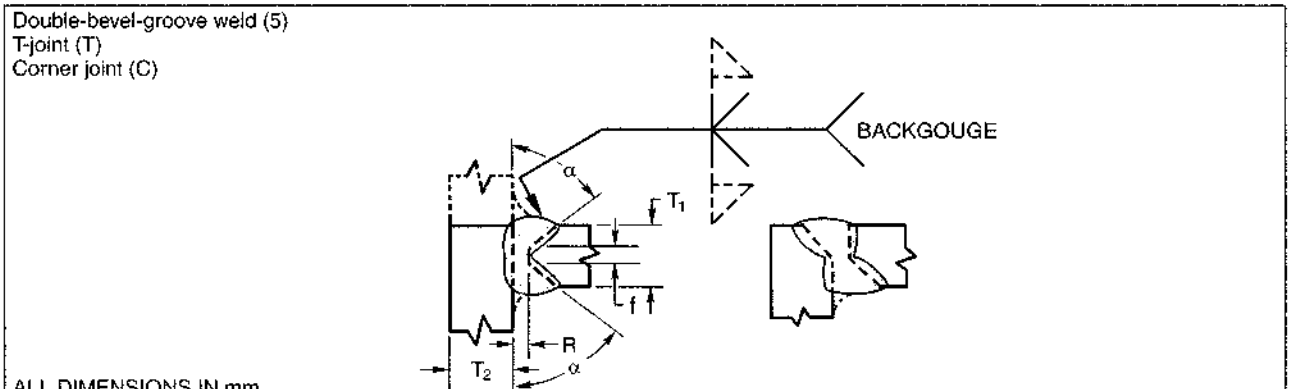 Double-bevel-groove weld (5)
T-joint (T)
Corner joint (C)
BACKGOUGE
α
T₁
f
R
T₂
α
ALL DIMENSIONS IN mm